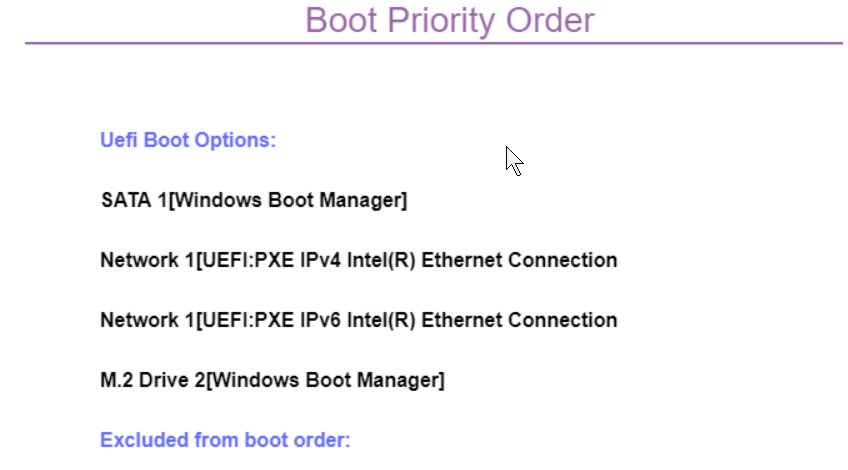 Boot Priority Order
Uefi Boot Options:
SATA 1[Windows Boot Manager]
Network 1[UEFI:PXE IPv4 Intel(R) Ethernet Connection
Network 1[UEFI:PXE IPv6 Intel(R) Ethernet Connection
M.2 Drive 2[Windows Boot Manager]
Excluded from boot order: